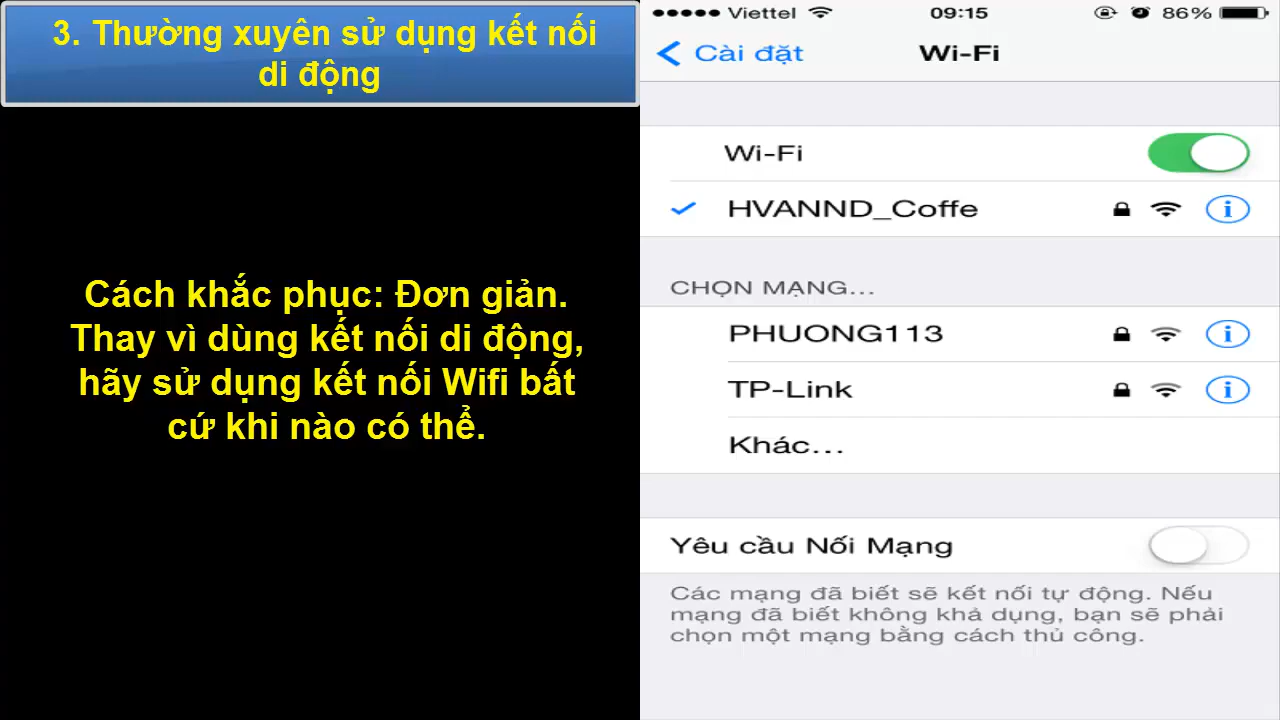 3. Thường xuyên sử dụng kết nối
di động
Cách khắc phục: Đơn giản.
Thay vì dùng kết nối di động,
hãy sử dụng kết nối Wifi bất
cứ khi nào có thể.
Viettel 09:15 86%
Cài đặt Wi-Fi
Wi-Fi
HVANND_Coffe
CHỌN MẠNG...
PHUONG113
TP-Link
Khác...
Yêu cầu Nối Mạng
Các mạng đã biết sẽ kết nối tự động. Nếu
mạng đã biết không khả dụng, bạn sẽ phải
chọn một mạng bằng cách thủ công.